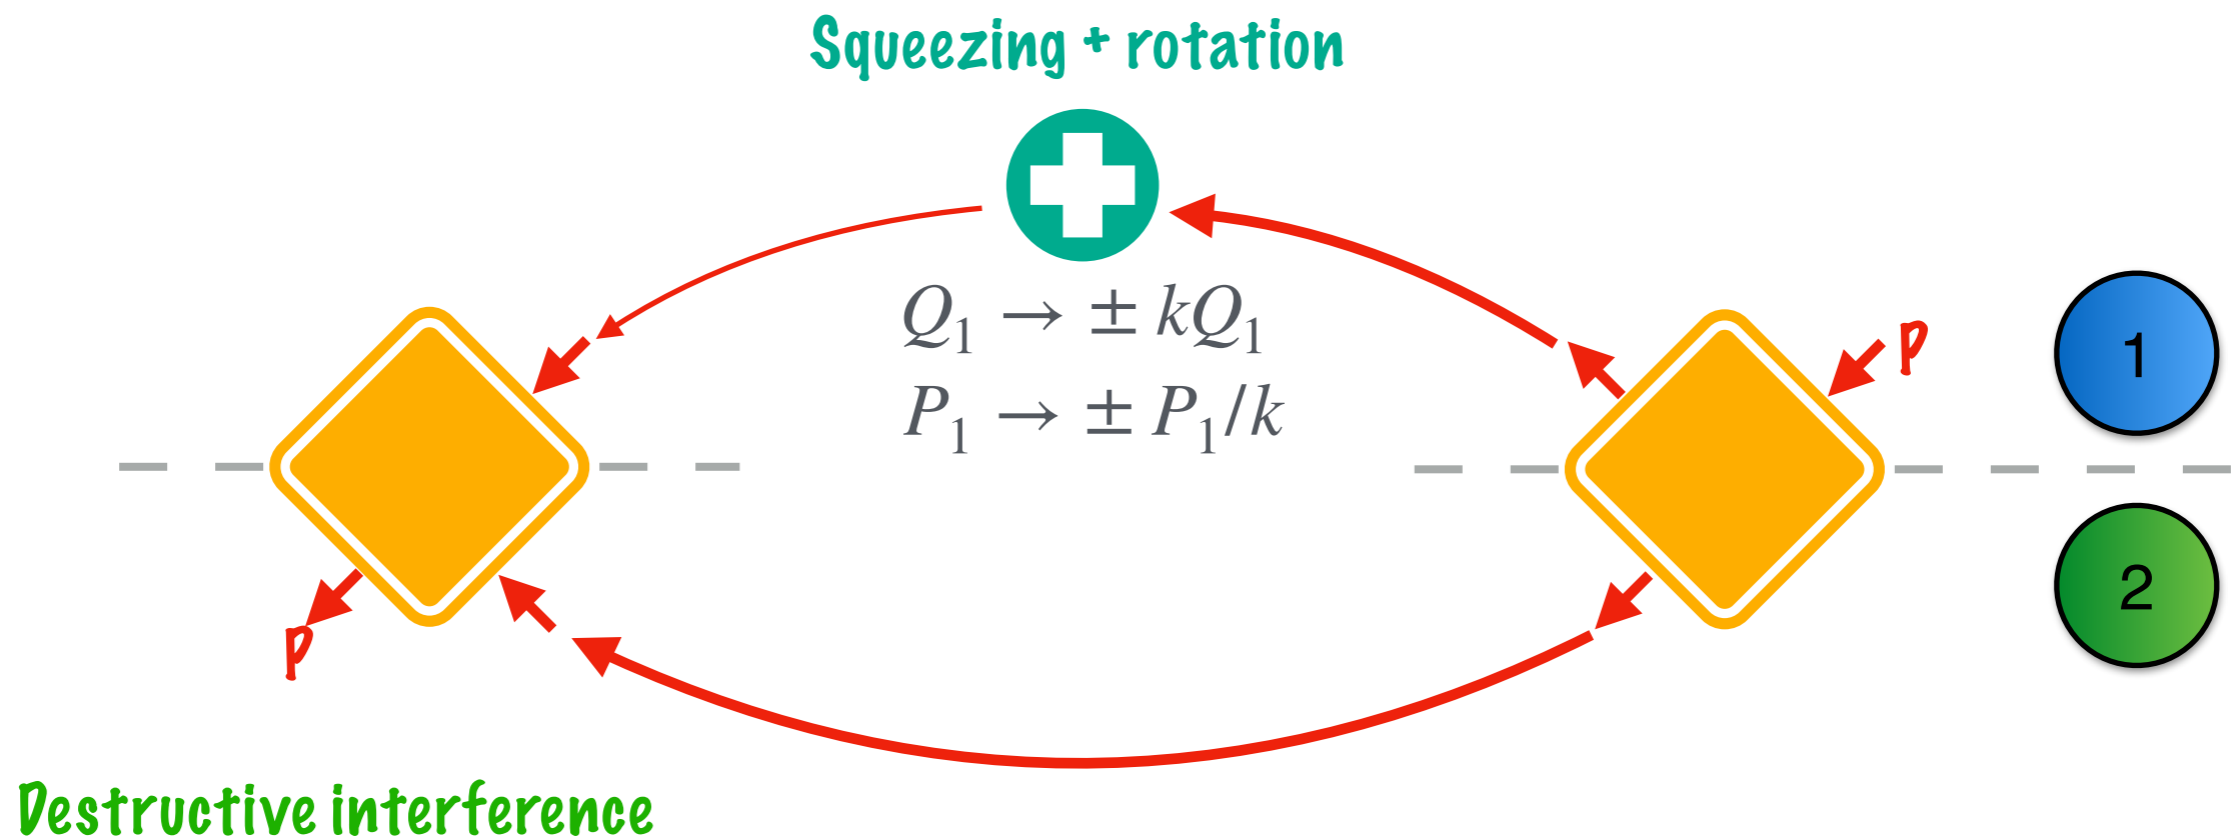 Squeezing + rotation
Q₁ → ± kQ₁
P₁ → ± P₁/k
p
1
2
p
Destructive interference